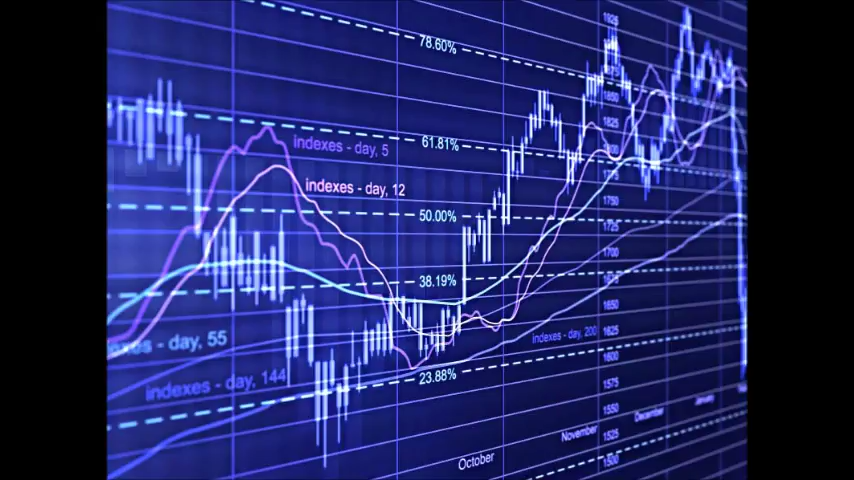 78.60%
indexes - day, 5
61.81%
indexes - day, 12
50.00%
38.19%
indexes - day, 55
indexes - day, 144
23.88%
indexes - day, 200
1925
1850
1825
1800
1775
1750
1725
1700
1675
1650
1625
1600
1575
1550
1525
1500
October
November
December
January